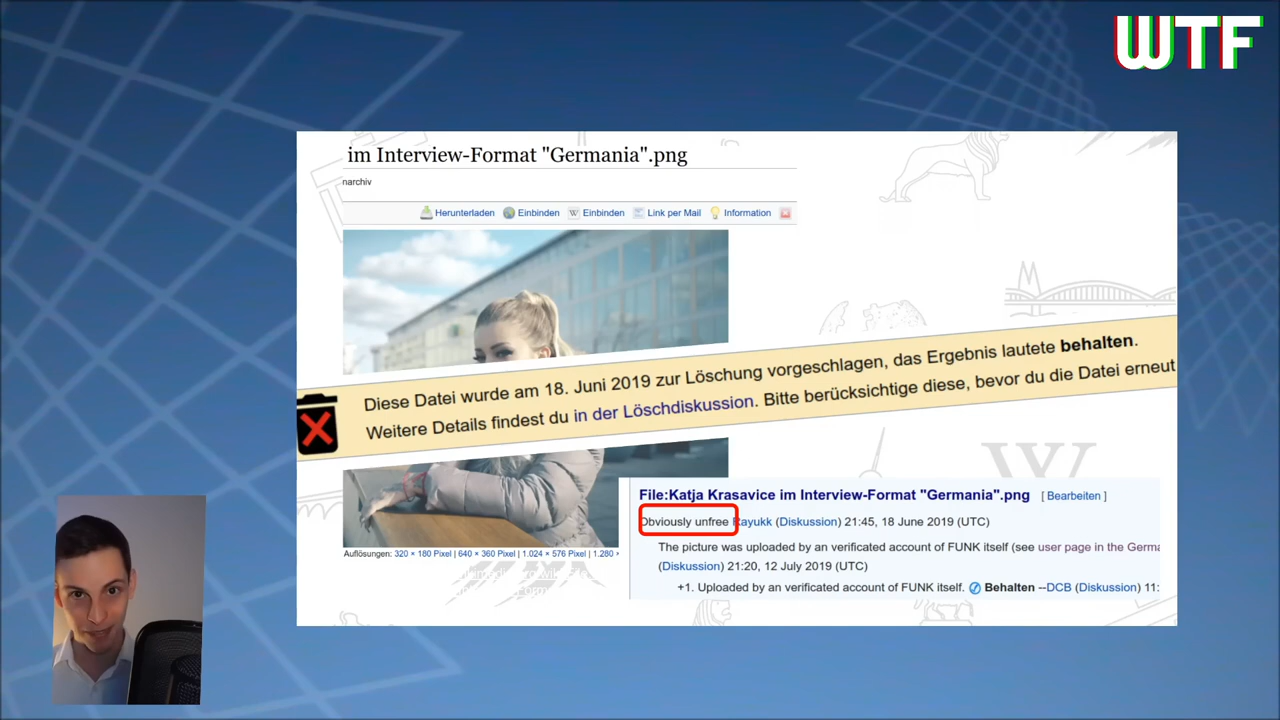 WTF
im Interview-Format "Germania".png
narchiv
Herunterladen Einbinden W Einbinden Link per Mail Information
Diese Datei wurde am 18. Juni 2019 zur Löschung vorgeschlagen, das Ergebnis lautete behalten.
Weitere Details findest du in der Löschdiskussion. Bitte berücksichtige diese, bevor du die Datei erneut
W
File:Katja Krasavice im Interview-Format "Germania".png [ Bearbeiten ]
Obviously unfree Rayukk (Diskussion) 21:45, 18 June 2019 (UTC)
The picture was uploaded by an verificated account of FUNK itself (see user page in the Germa
(Diskussion) 21:20, 12 July 2019 (UTC)
+1. Uploaded by an verificated account of FUNK itself. Behalten --DCB (Diskussion) 11:
Auflösungen: 320 × 180 Pixel | 640 × 360 Pixel | 1.024 × 576 Pixel | 1.280 ×